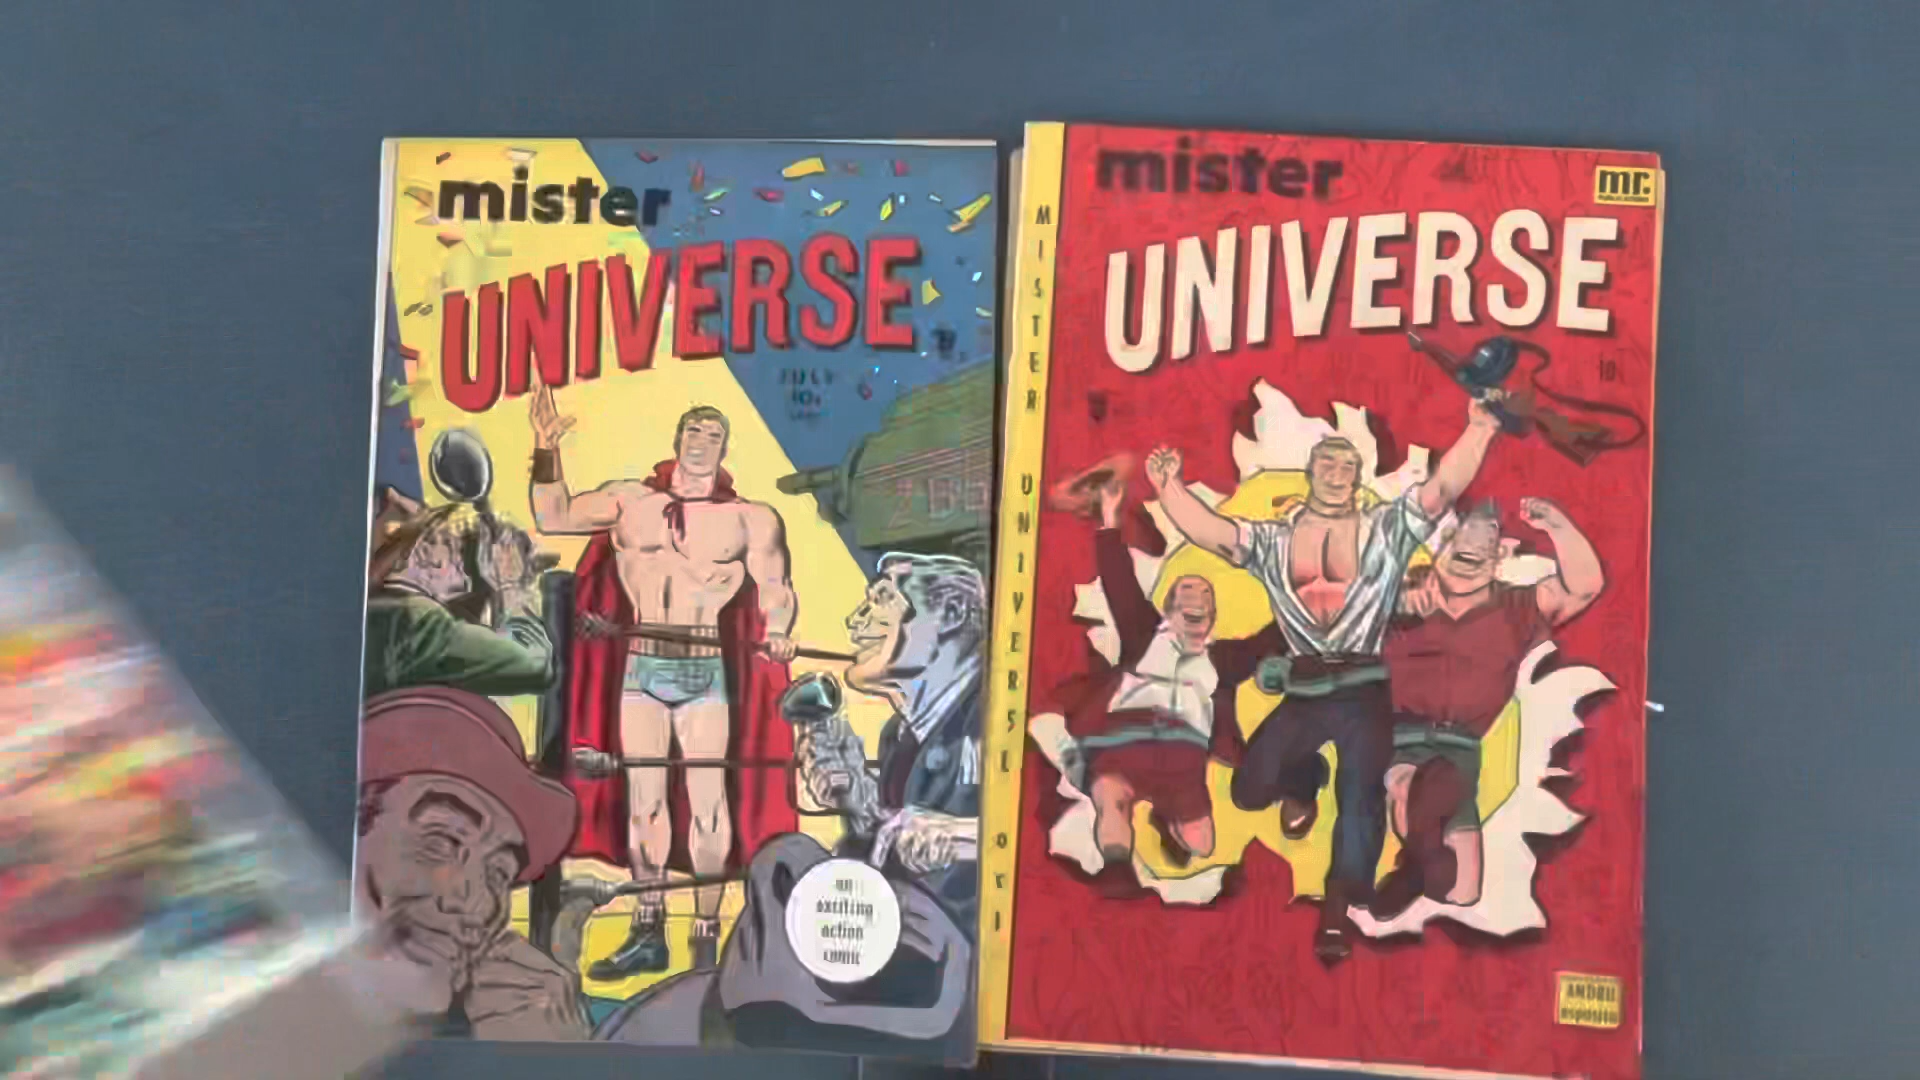 mister
UNIVERSE
JULY
10¢
an
exciting
action
comic
mister
UNIVERSE
mr.
10
MISTER UNIVERSE
ANDRU
esposito